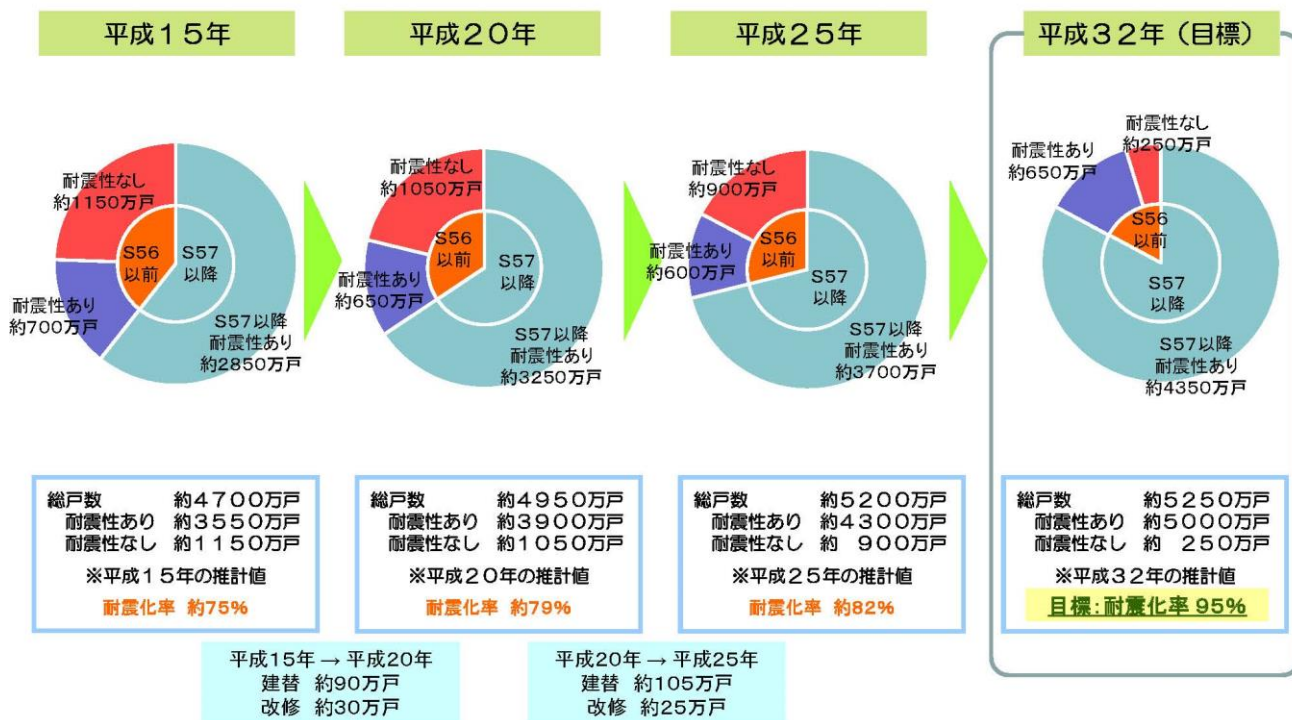 平成15年
平成20年
平成25年
平成32年（目標）
耐震性なし
約1150万戸
S56
以前
S57
以降
耐震性あり
約700万戸
S57以降
耐震性あり
約2850万戸
耐震性なし
約1050万戸
S56
以前
S57
以降
耐震性あり
約650万戸
S57以降
耐震性あり
約3250万戸
耐震性なし
約900万戸
S56
以前
耐震性あり
約600万戸
S57
以降
S57以降
耐震性あり
約3700万戸
耐震性なし
約250万戸
耐震性あり
約650万戸
S56
以前
S57
以降
S57以降
耐震性あり
約4350万戸
総戸数 約4700万戸
耐震性あり 約3550万戸
耐震性なし 約1150万戸
※平成15年の推計値
耐震化率 約75%
総戸数 約4950万戸
耐震性あり 約3900万戸
耐震性なし 約1050万戸
※平成20年の推計値
耐震化率 約79%
総戸数 約5200万戸
耐震性あり 約4300万戸
耐震性なし 約 900万戸
※平成25年の推計値
耐震化率 約82%
総戸数 約5250万戸
耐震性あり 約5000万戸
耐震性なし 約 250万戸
※平成32年の推計値
目標：耐震化率 95%
平成15年 → 平成20年
建替 約90万戸
改修 約30万戸
平成20年 → 平成25年
建替 約105万戸
改修 約25万戸